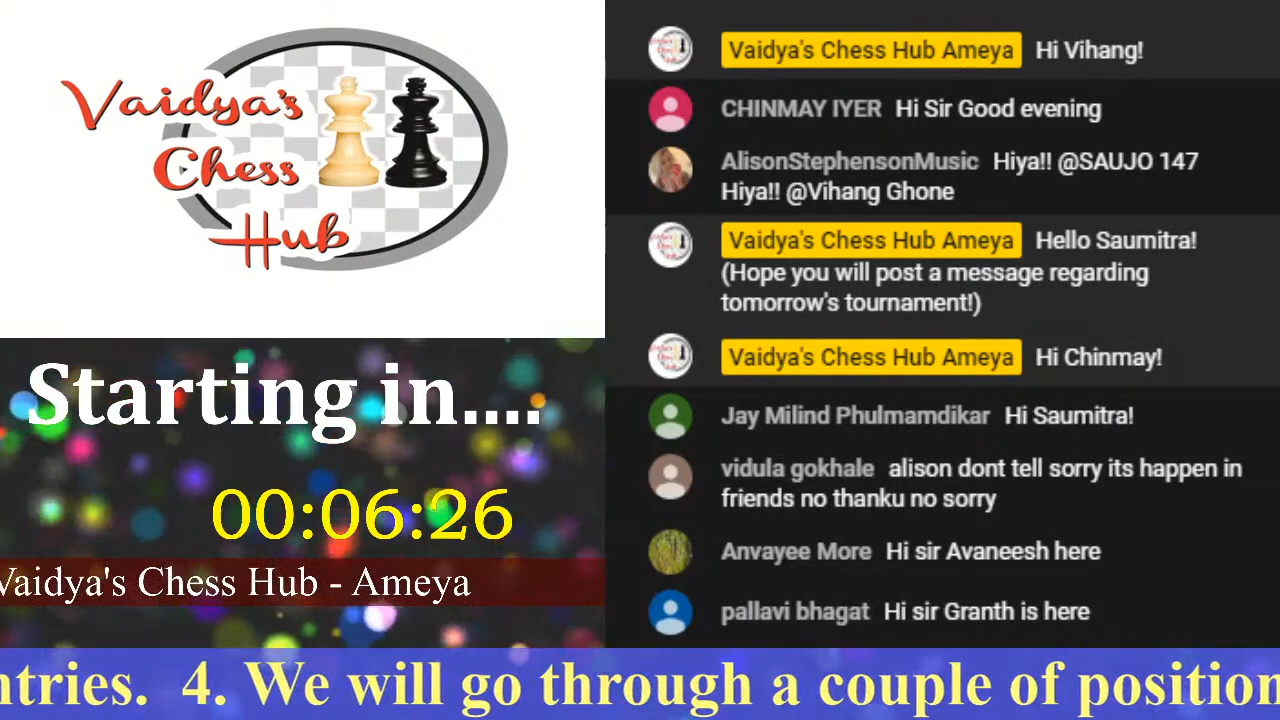 Vaidya's
Chess
Hub
Starting in....
00:06:26
Vaidya's Chess Hub - Ameya
Vaidya's Chess Hub Ameya Hi Vihang!
CHINMAY IYER Hi Sir Good evening
AlisonStephensonMusic Hiya!! @SAUJO 147
Hiya!! @Vihang Ghone
Vaidya's Chess Hub Ameya Hello Saumitra!
(Hope you will post a message regarding
tomorrow's tournament!)
Vaidya's Chess Hub Ameya Hi Chinmay!
Jay Milind Phulmamdikar Hi Saumitra!
vidula gokhale alison dont tell sorry its happen in
friends no thanku no sorry
Anvayee More Hi sir Avaneesh here
pallavi bhagat Hi sir Granth is here
ntries. 4. We will go through a couple of position